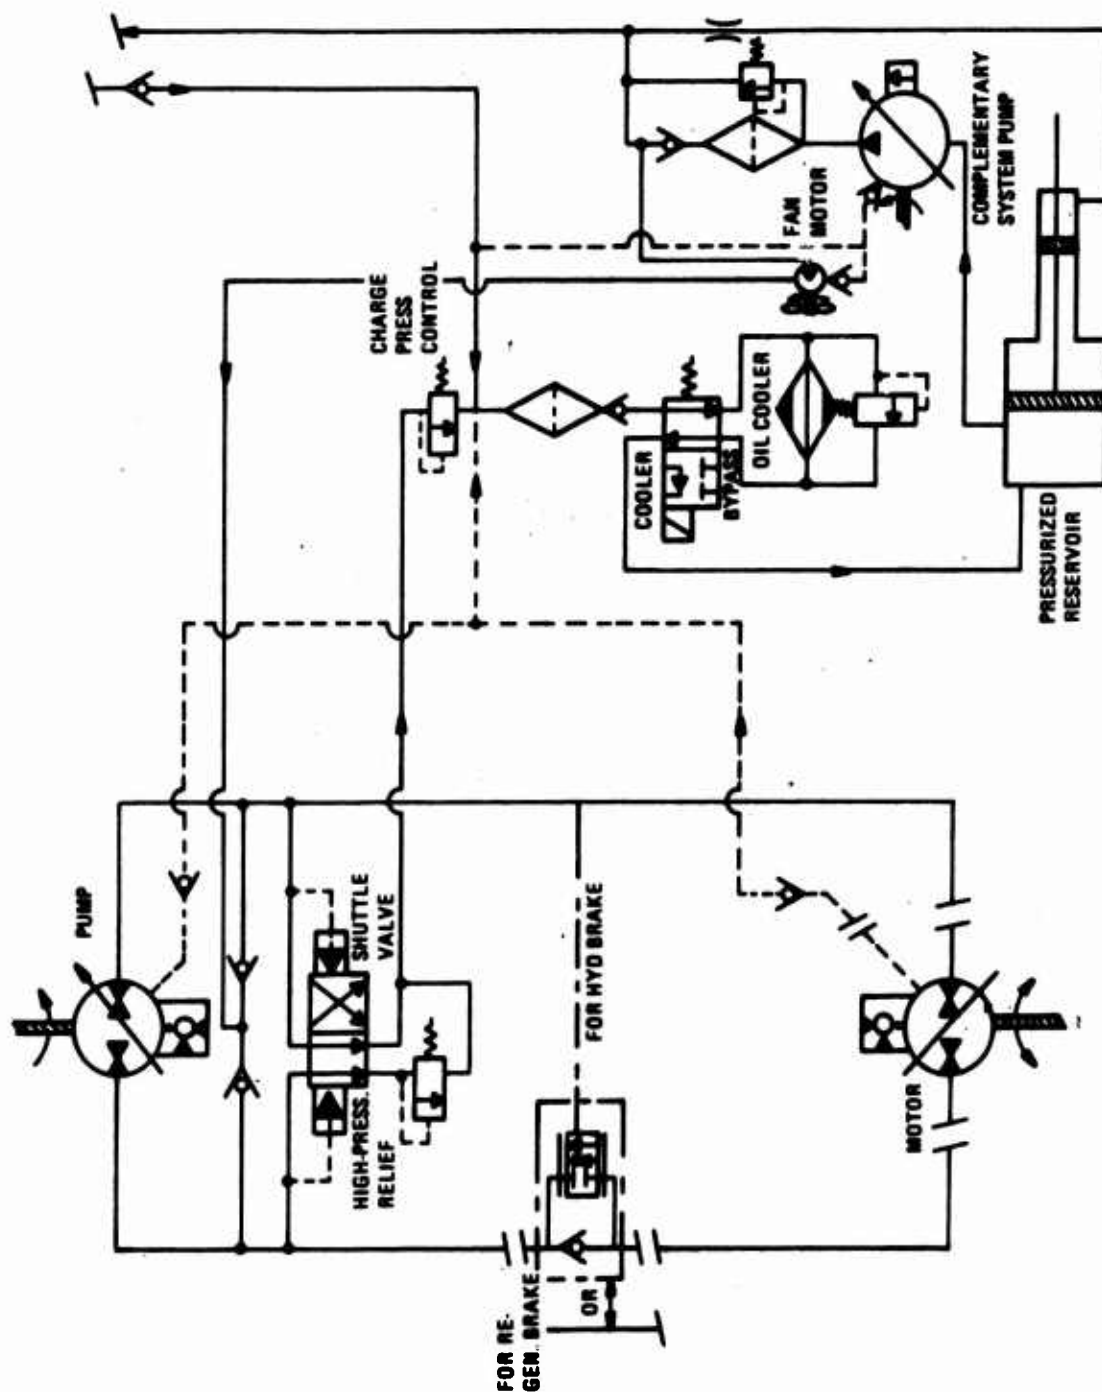 PUMP
SHUTTLE
VALVE
HIGH-PRESS.
RELIEF
FOR HYD BRAKE
FOR RE-
GEN. BRAKE
OR
MOTOR
CHARGE
PRESS
CONTROL
COOLER
BYPASS
OIL COOLER
FAN
MOTOR
COMPLEMENTARY
SYSTEM PUMP
PRESSURIZED
RESERVOIR